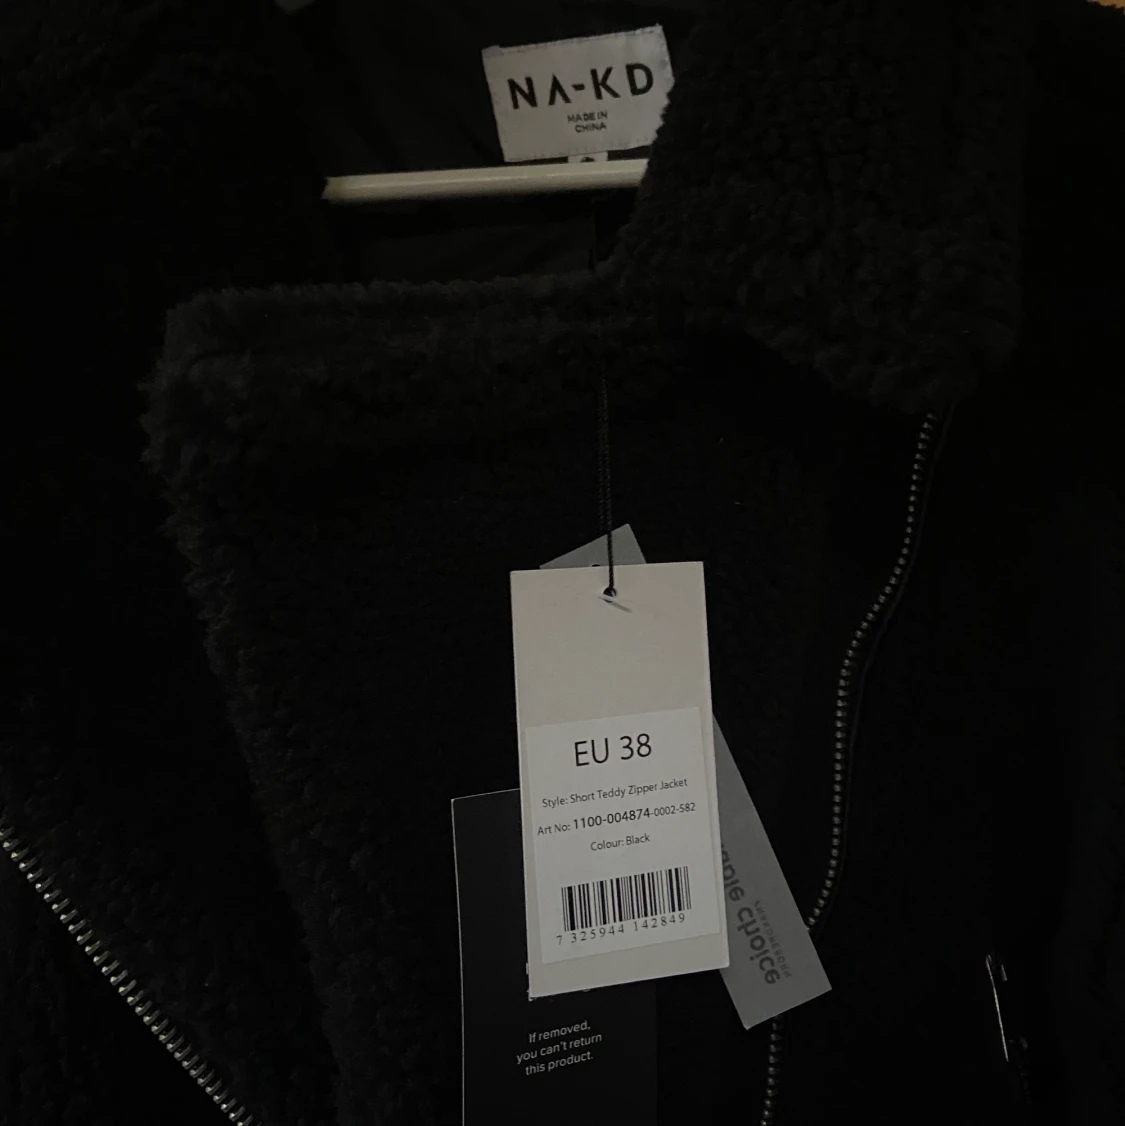 NA-KD
MADE IN
CHINA
EU 38
Style: Short Teddy Zipper Jacket
Art No: 1100-004874-0002-582
Colour: Black
7 325944 142849
choice
If removed,
you can't return
this product.